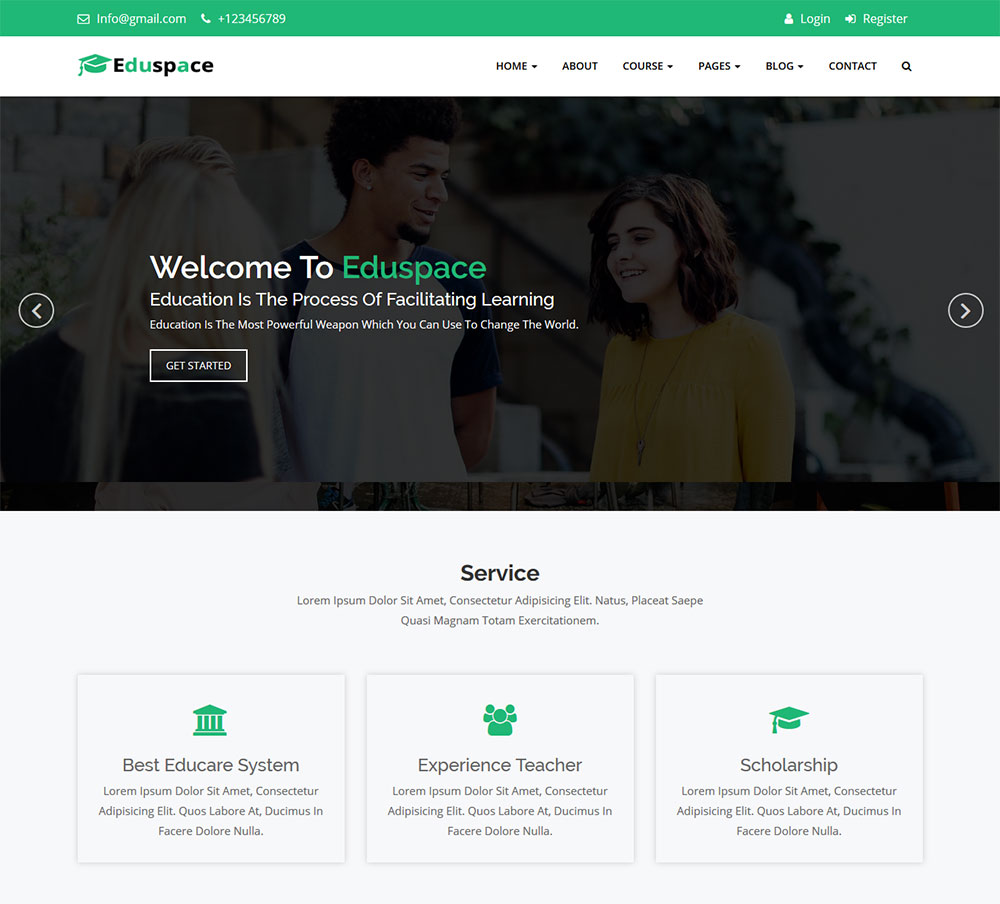 Info@gmail.com +123456789 Login Register
Eduspace HOME ABOUT COURSE PAGES BLOG CONTACT
Welcome To Eduspace
Education Is The Process Of Facilitating Learning
Education Is The Most Powerful Weapon Which You Can Use To Change The World.
GET STARTED
Service
Lorem Ipsum Dolor Sit Amet, Consectetur Adipisicing Elit. Natus, Placeat Saepe
Quasi Magnam Totam Exercitationem.
Best Educare System
Lorem Ipsum Dolor Sit Amet, Consectetur
Adipisicing Elit. Quos Labore At, Ducimus In
Facere Dolore Nulla.
Experience Teacher
Lorem Ipsum Dolor Sit Amet, Consectetur
Adipisicing Elit. Quos Labore At, Ducimus In
Facere Dolore Nulla.
Scholarship
Lorem Ipsum Dolor Sit Amet, Consectetur
Adipisicing Elit. Quos Labore At, Ducimus In
Facere Dolore Nulla.